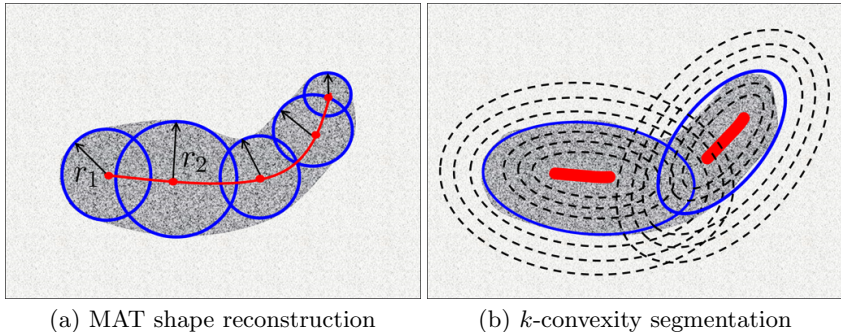 r₁
r₂
(a) MAT shape reconstruction
(b) k-convexity segmentation